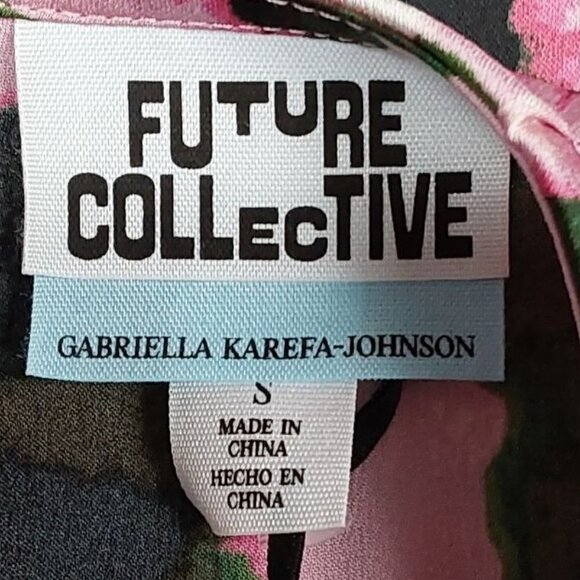 FUTURE
COLLECTIVE
GABRIELLA KAREFA-JOHNSON
S
MADE IN
CHINA
HECHO EN
CHINA